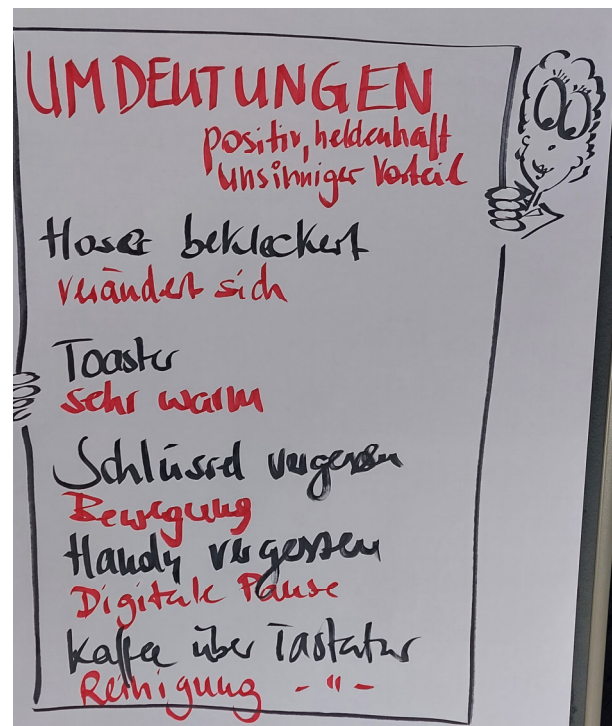 UMDEUTUNGEN
positiv, heldenhaft
unsinniger Vorteil
Hose bekleckert
verändert sich
Toaster
sehr warm
Schlüssel vergessen
Bewegung
Handy vergessen
Digitale Pause
Kaffee über Tastatur
Reinigung - " -